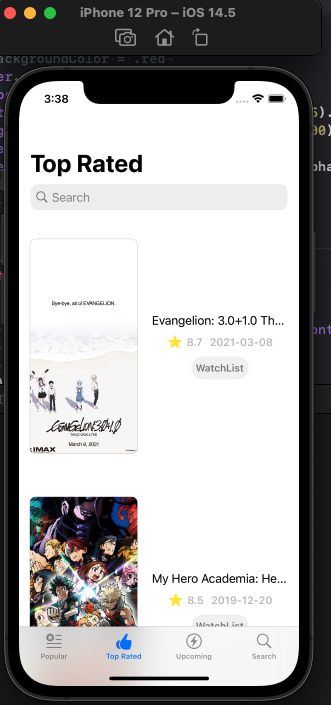 iPhone 12 Pro – iOS 14.5
3:38
Top Rated
Search
Bye-bye, all of EVANGELION.
EVANGELION:3.0+1.0
IMAX
March 8, 2021
Evangelion: 3.0+1.0 Th...
8.7 2021-03-08
WatchList
My Hero Academia: He...
8.5 2019-12-20
WatchList
Popular
Top Rated
Upcoming
Search